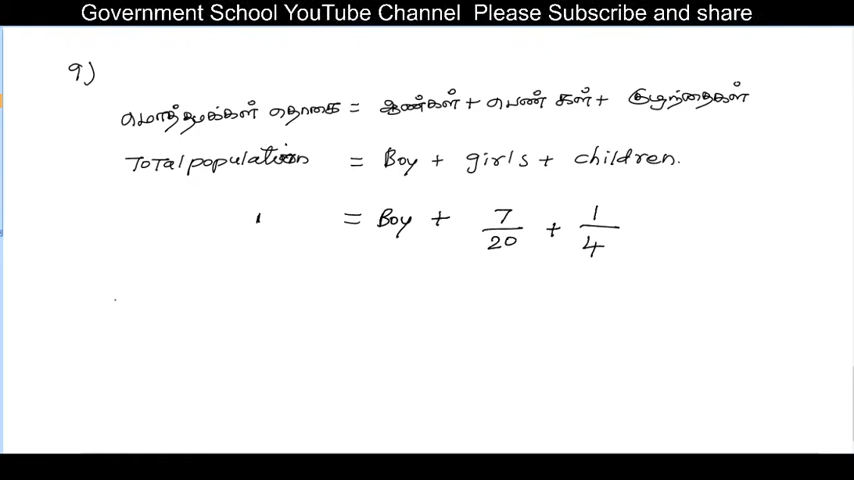 Government School YouTube Channel Please Subscribe and share
9)
மொத்தமக்கள் தொகை = ஆண்கள் + பெண் கள் + குழந்தைகள்
Total population = Boy + girls + children.
= Boy + 7/20 + 1/4